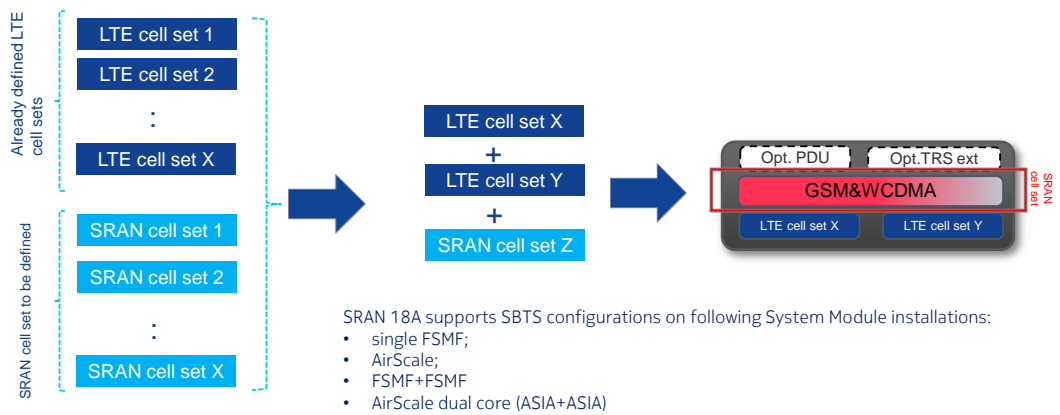 Already defined LTE
cell sets
LTE cell set 1
LTE cell set 2
:
LTE cell set X
SRAN cell set to be defined
SRAN cell set 1
SRAN cell set 2
:
SRAN cell set X
LTE cell set X
+
LTE cell set Y
+
SRAN cell set Z
Opt. PDU
Opt.TRS ext
GSM&WCDMA
LTE cell set X
LTE cell set Y
SRAN
cell set
SRAN 18A supports SBTS configurations on following System Module installations:
• single FSMF;
• AirScale;
• FSMF+FSMF
• AirScale dual core (ASIA+ASIA)